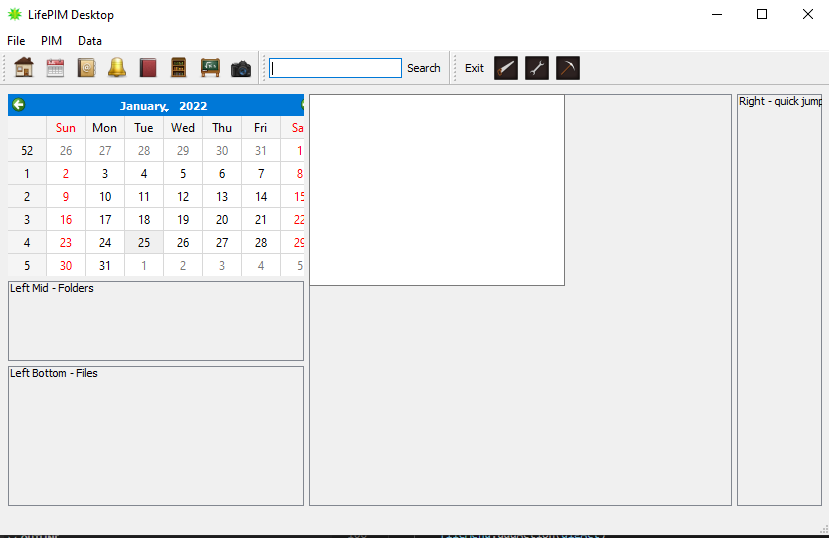 LifePIM Desktop
File PIM Data
Search Exit
January, 2022
Sun Mon Tue Wed Thu Fri Sa
52 26 27 28 29 30 31 1
1 2 3 4 5 6 7 8
2 9 10 11 12 13 14 15
3 16 17 18 19 20 21 22
4 23 24 25 26 27 28 29
5 30 31 1 2 3 4 5
Left Mid - Folders
Left Bottom - Files
Right - quick jump